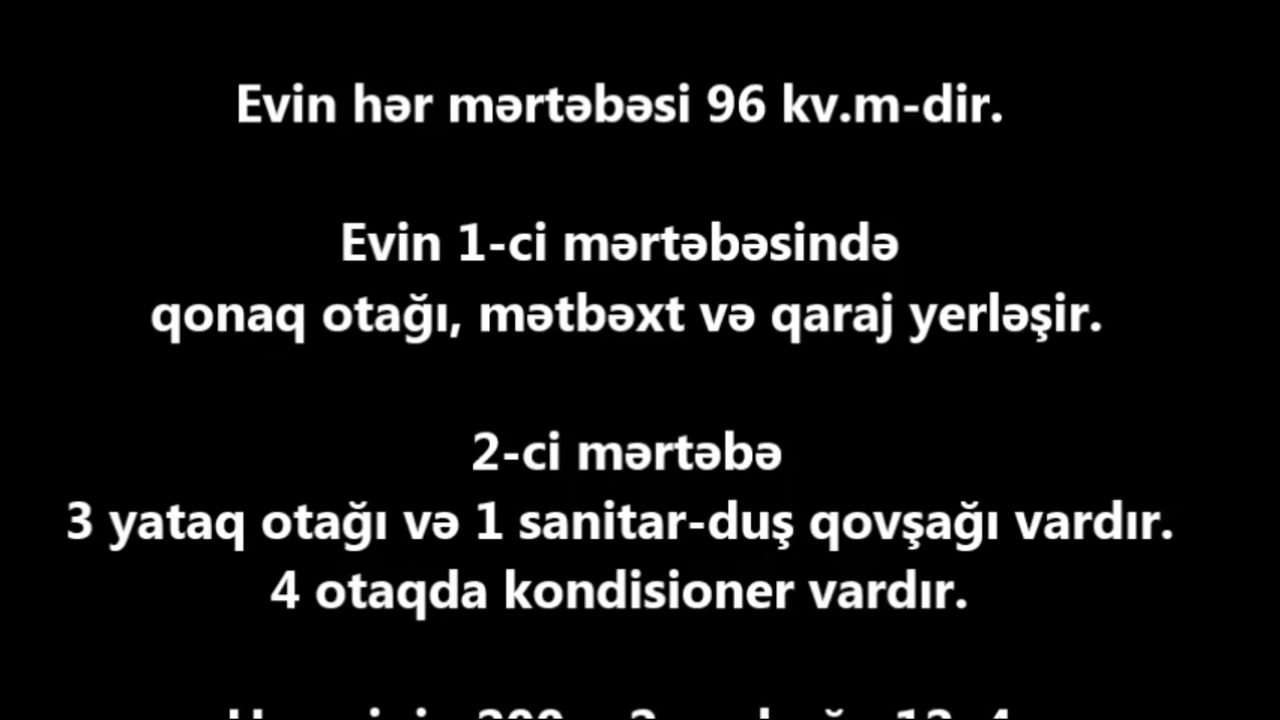 Evin hər mərtəbəsi 96 kv.m-dir.
Evin 1-ci mərtəbəsində
qonaq otağı, mətbəxt və qaraj yerləşir.
2-ci mərtəbə
3 yataq otağı və 1 sanitar-duş qovşağı vardır.
4 otaqda kondisioner vardır.